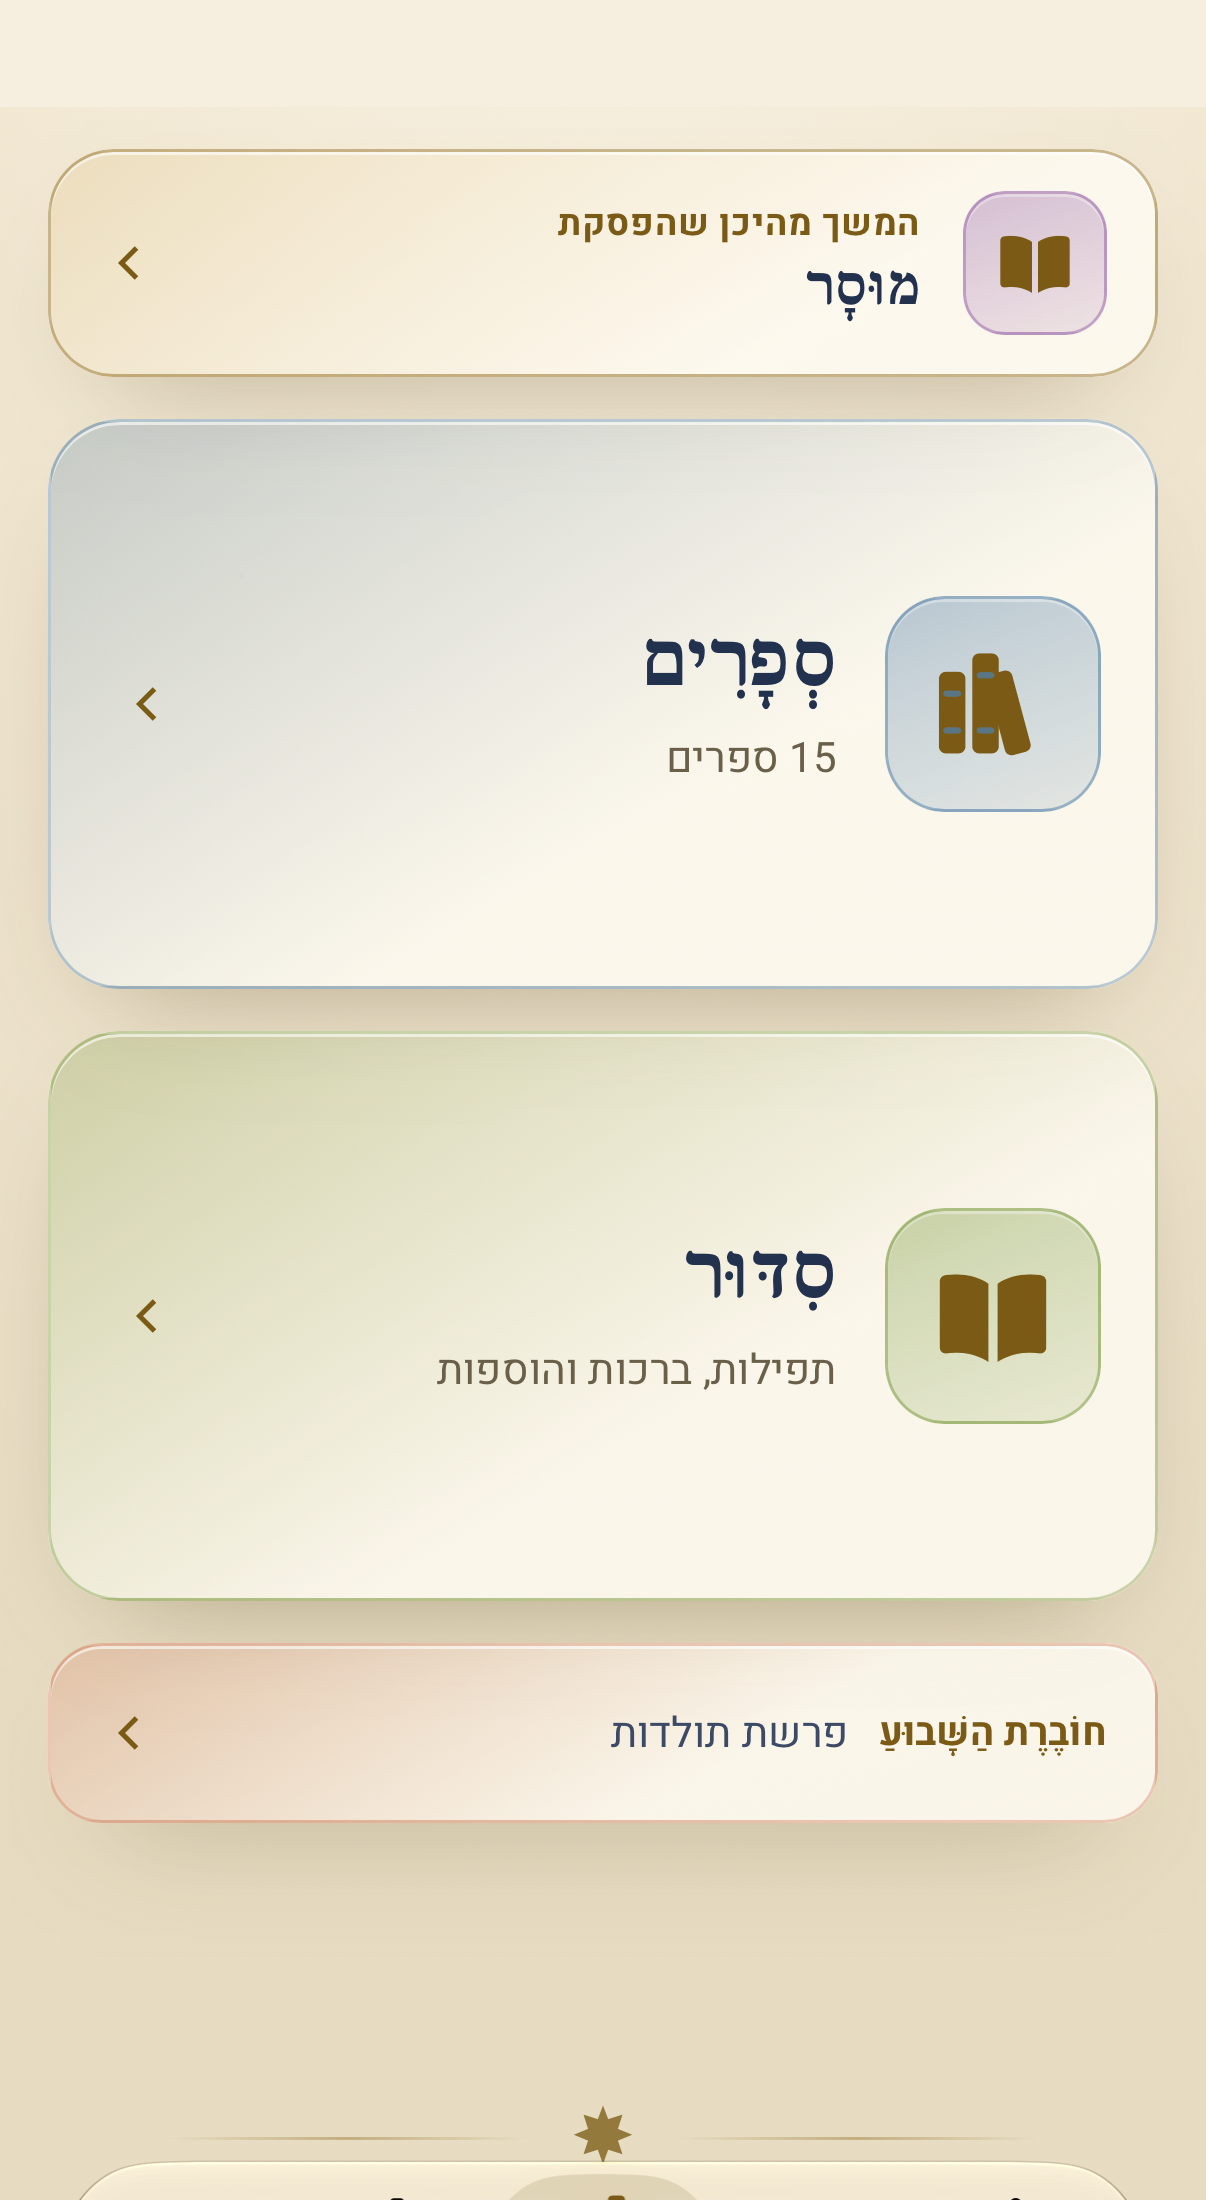 המשך מהיכן שהפסקת
מוּסָר
סְפָרִים
15 ספרים
סִדּוּר
תפילות, ברכות והוספות
חוֹבֶרֶת הַשָּׁבוּעַ פרשת תולדות